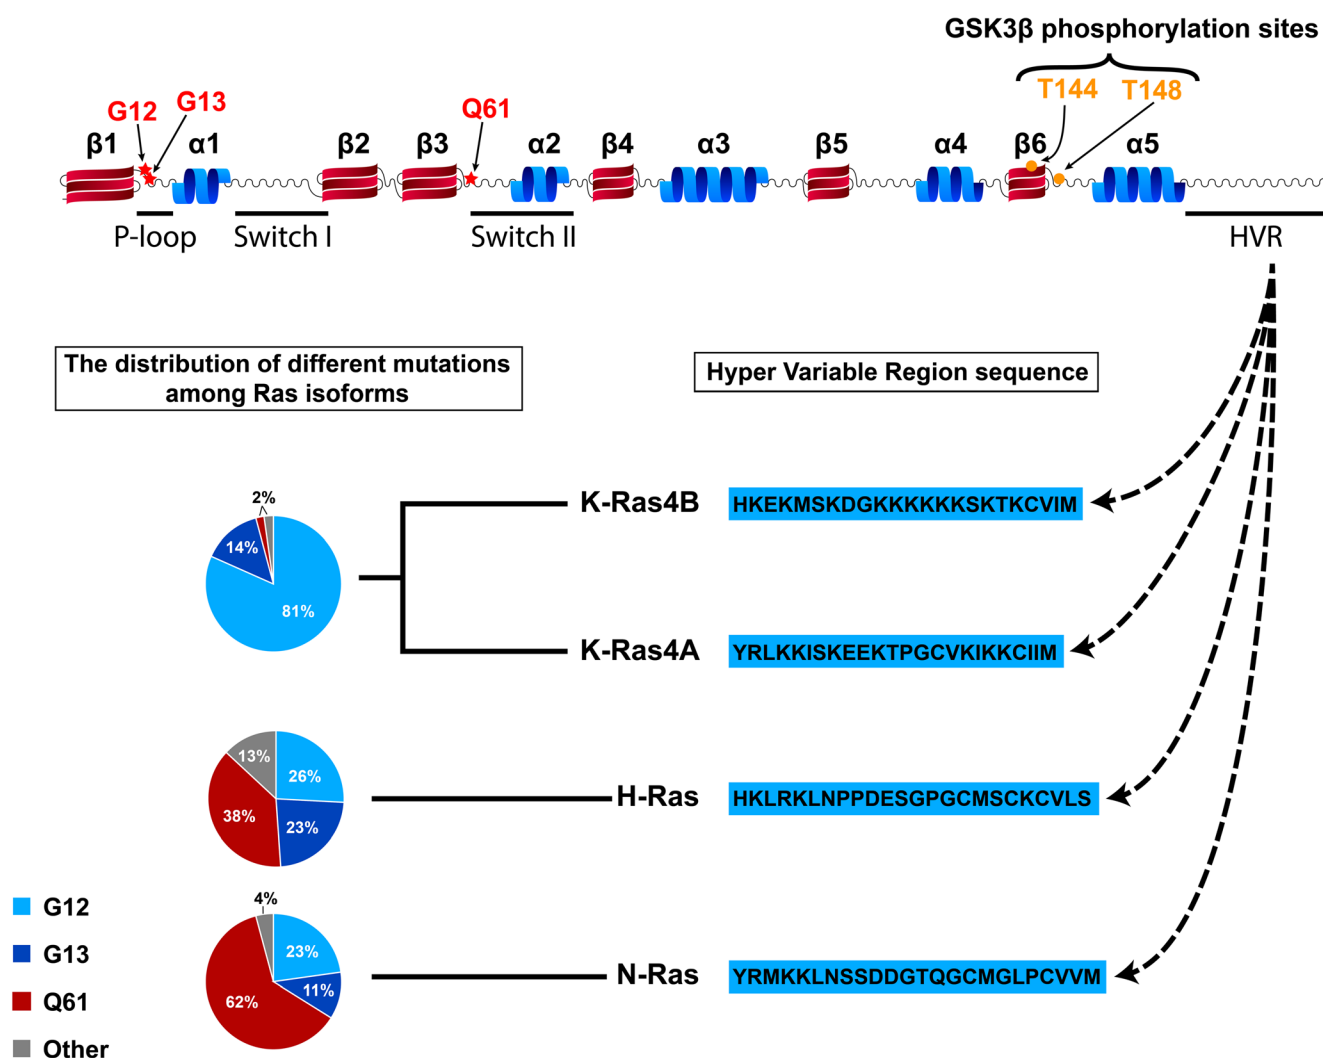 GSK3β phosphorylation sites
T144 T148
G12 G13 Q61
β1 α1 β2 β3 α2 β4 α3 β5 α4 β6 α5
P-loop Switch I Switch II HVR
The distribution of different mutations
among Ras isoforms
Hyper Variable Region sequence
2%
14%
81%
K-Ras4B HKEKMSKDGKKKKKKSKTKCVIM
K-Ras4A YRLKKISKEEKTPGCVKIKKCIIM
13%
26%
38%
23%
H-Ras HKLRKLNPPDESGPGCMSCKCVLS
4%
23%
11%
62%
N-Ras YRMKKLNSSDDGTQGCMGLPCVVM
G12
G13
Q61
Other